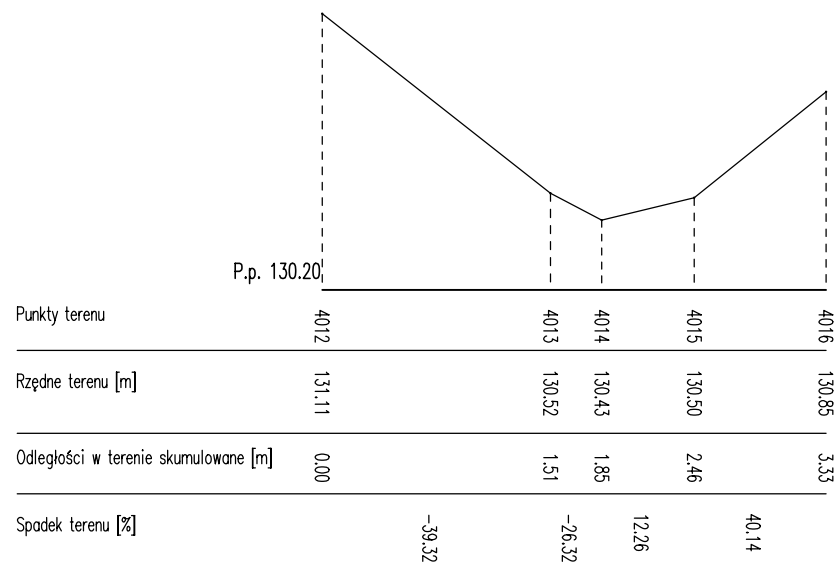 P.p. 130.20
Punkty terenu 4012 4013 4014 4015 4016
Rzędne terenu [m] 131.11 130.52 130.43 130.50 130.85
Odległości w terenie skumulowane [m] 0.00 1.51 1.85 2.46 3.33
Spadek terenu [%] -39.32 -26.32 12.26 40.14